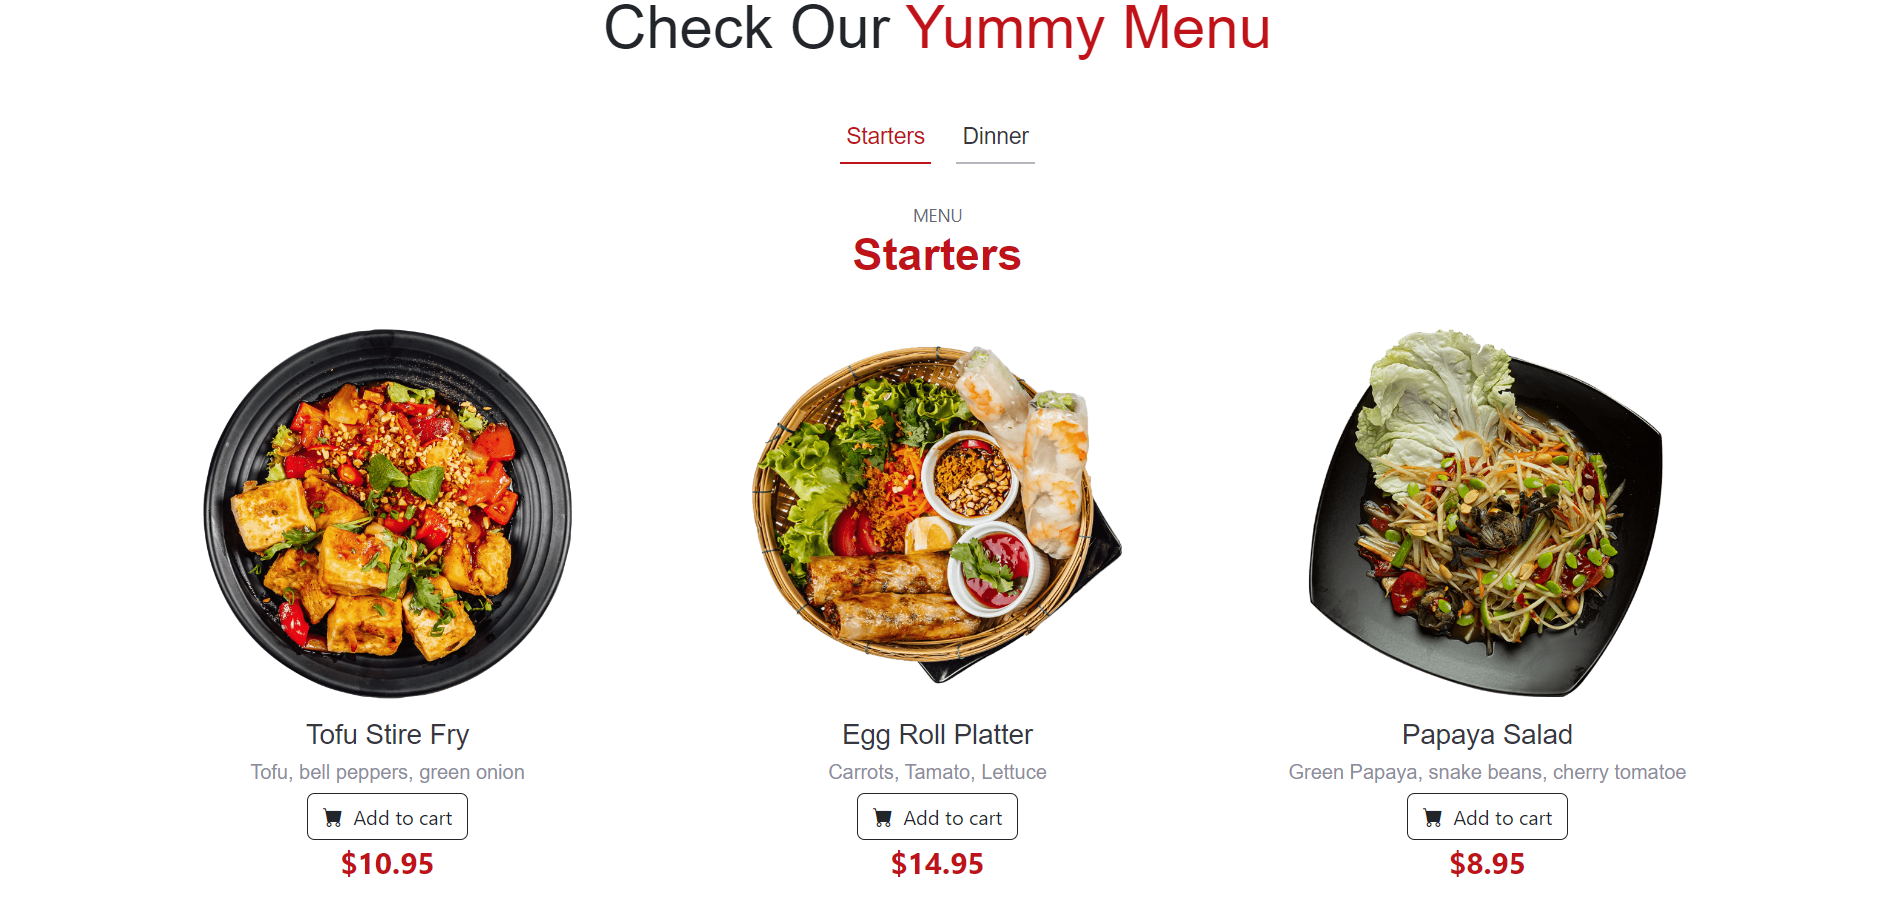 Check Our Yummy Menu
Starters Dinner
MENU
Starters
Tofu Stire Fry
Tofu, bell peppers, green onion
Add to cart
$10.95
Egg Roll Platter
Carrots, Tamato, Lettuce
Add to cart
$14.95
Papaya Salad
Green Papaya, snake beans, cherry tomatoe
Add to cart
$8.95